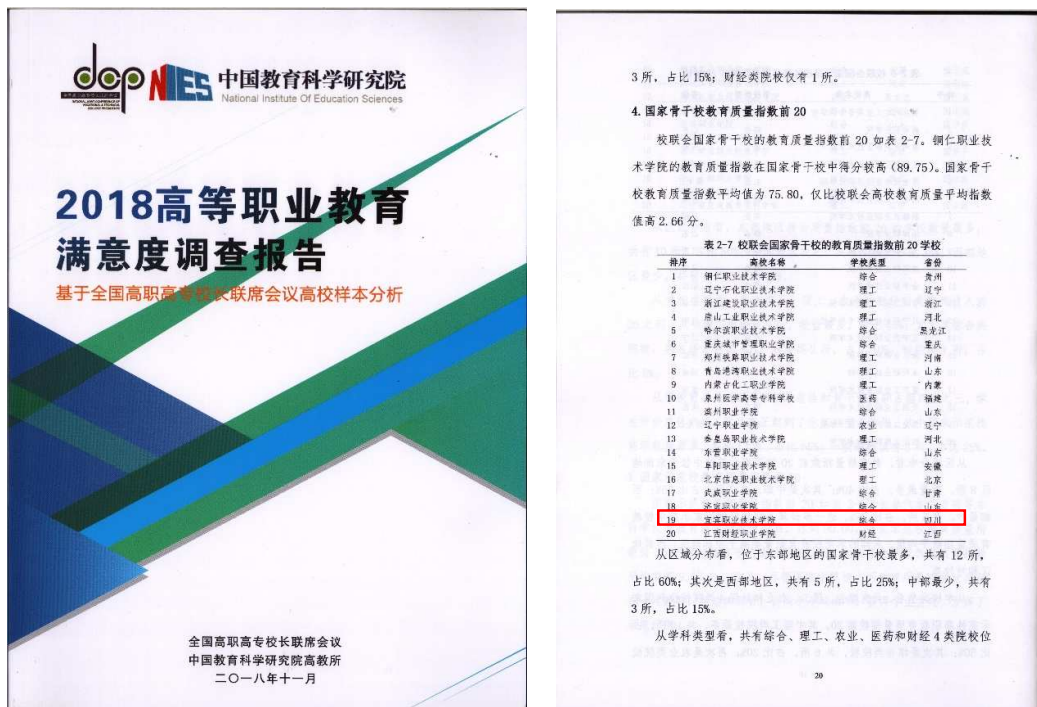 dcp NIES 中国教育科学研究院
National Institute Of Education Sciences
2018高等职业教育
满意度调查报告
基于全国高职高专校长联席会议高校样本分析
全国高职高专校长联席会议
中国教育科学研究院高教所
二〇一八年十一月
3所，占比15%；财经类院校仅有1所。
4.国家骨干校教育质量指数前20
校联会国家骨干校的教育质量指数前20如表2-7。铜仁职业技
术学院的教育质量指数在国家骨干校中得分较高（89.75）。国家骨干
校教育质量指数平均值为75.80，仅比校联会高校教育质量平均指数
值高2.66分。
表2-7 校联会国家骨干校的教育质量指数前20学校
排序 高校名称 学校类型 省份
1 铜仁职业技术学院 综合 贵州
2 辽宁石化职业技术学院 理工 辽宁
3 浙江建设职业技术学院 理工 浙江
4 唐山工业职业技术学院 理工 河北
5 哈尔滨职业技术学院 综合 黑龙江
6 重庆城市管理职业学院 综合 重庆
7 郑州铁路职业技术学院 理工 河南
8 青岛港湾职业技术学院 理工 山东
9 内蒙古化工职业学院 理工 内蒙
10 泉州医学高等专科学校 医药 福建
11 滨州职业学院 综合 山东
12 辽宁职业学院 农业 辽宁
13 秦皇岛职业技术学院 理工 河北
14 东营职业学院 综合 山东
15 阜阳职业技术学院 理工 安徽
16 北京信息职业技术学院 理工 北京
17 武威职业学院 综合 甘肃
18 济南职业学院 综合 山东
19 宜宾职业技术学院 综合 四川
20 江西财经职业学院 财经 江西
从区域分布看，位于东部地区的国家骨干校最多，共有12所，
占比60%；其次是西部地区，共有5所，占比25%；中部最少，共有
3所，占比15%。
从学科类型看，共有综合、理工、农业、医药和财经4类院校位
20